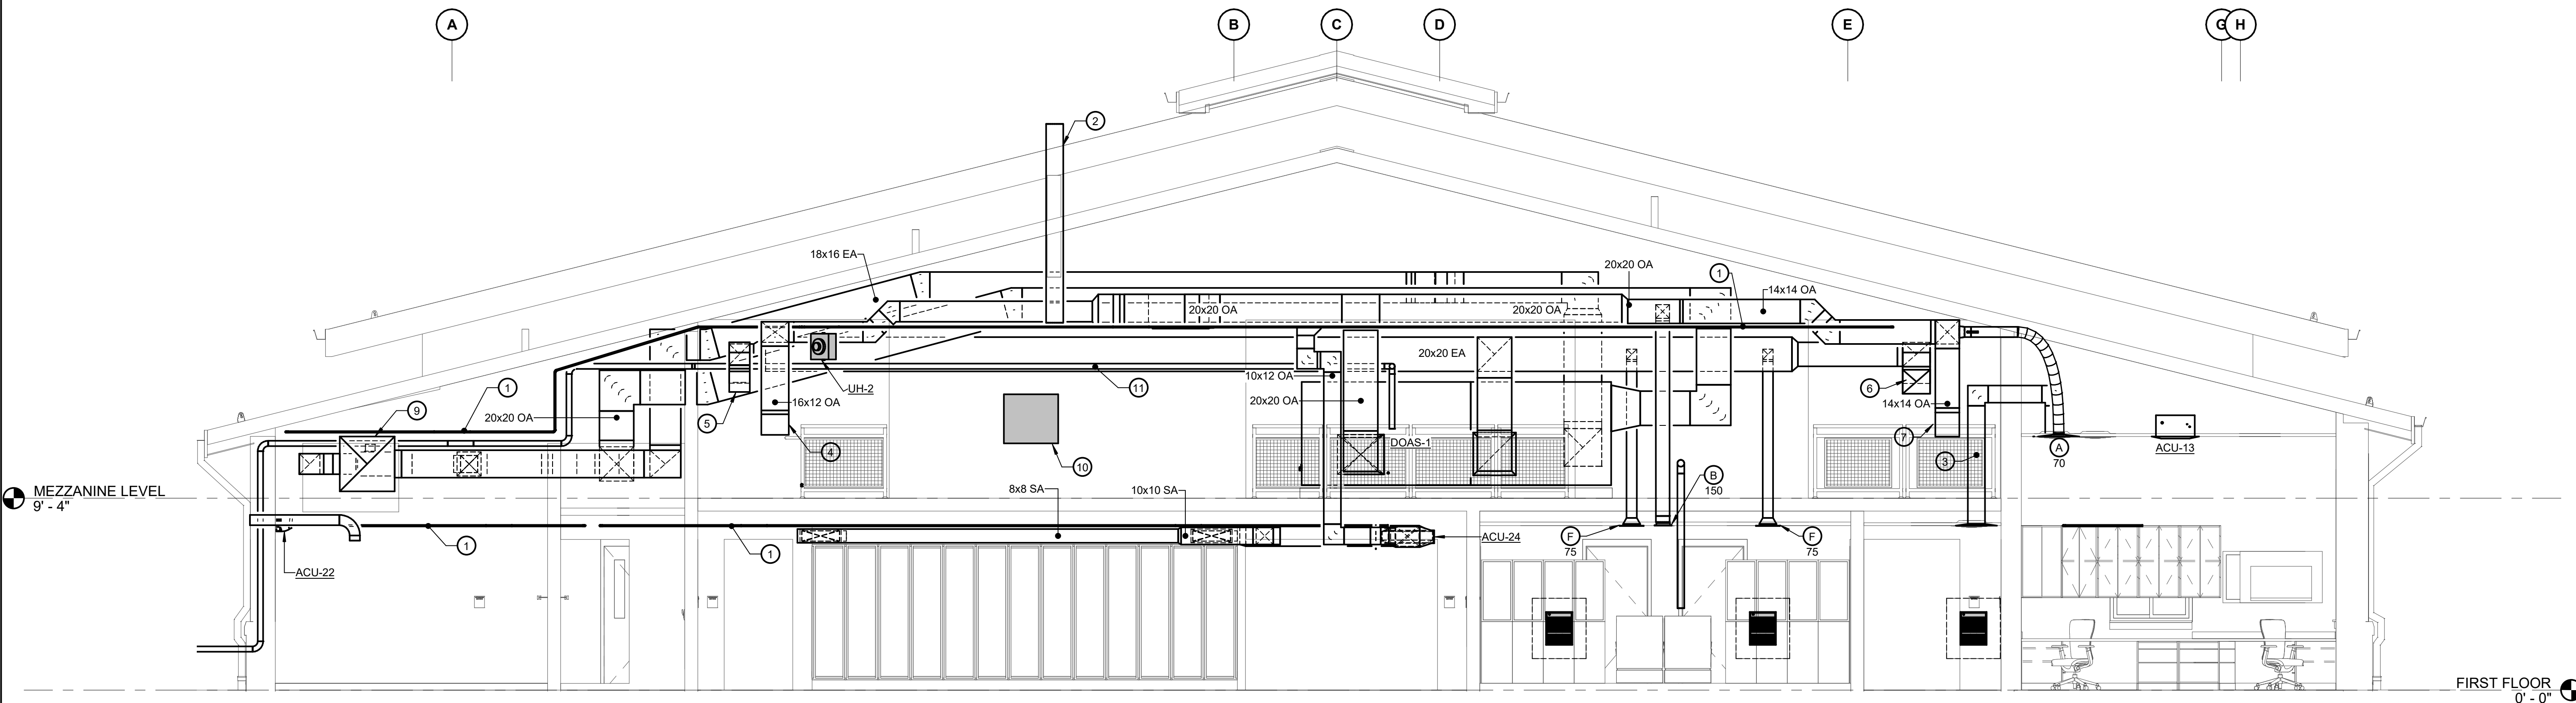 A
B
C
D
E
G
H
2
18x16 EA
20x20 OA
1
14x14 OA
20x20 OA
20x20 OA
20x20 EA
10x12 OA
11
UH-2
1
16x12 OA
20x20 OA
6
14x14 OA
9
20x20 OA
5
4
7
DOAS-1
A
70
ACU-13
3
10
B
150
MEZZANINE LEVEL
9' - 4"
8x8 SA
10x10 SA
1
1
ACU-24
F
75
F
75
ACU-22
FIRST FLOOR
0' - 0"